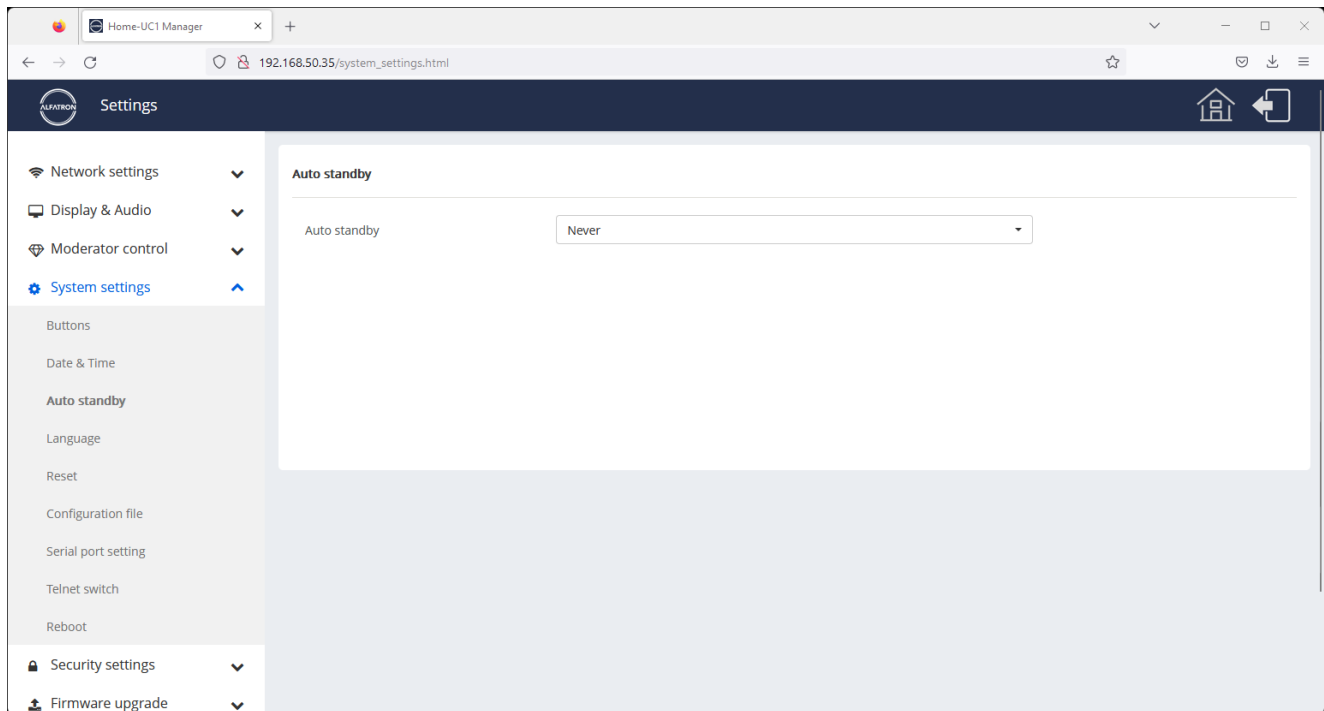 Home-UC1 Manager
192.168.50.35/system_settings.html
ALFATRON
Settings
Network settings
Display & Audio
Moderator control
System settings
Buttons
Date & Time
Auto standby
Language
Reset
Configuration file
Serial port setting
Telnet switch
Reboot
Security settings
Firmware upgrade
Auto standby
Auto standby Never